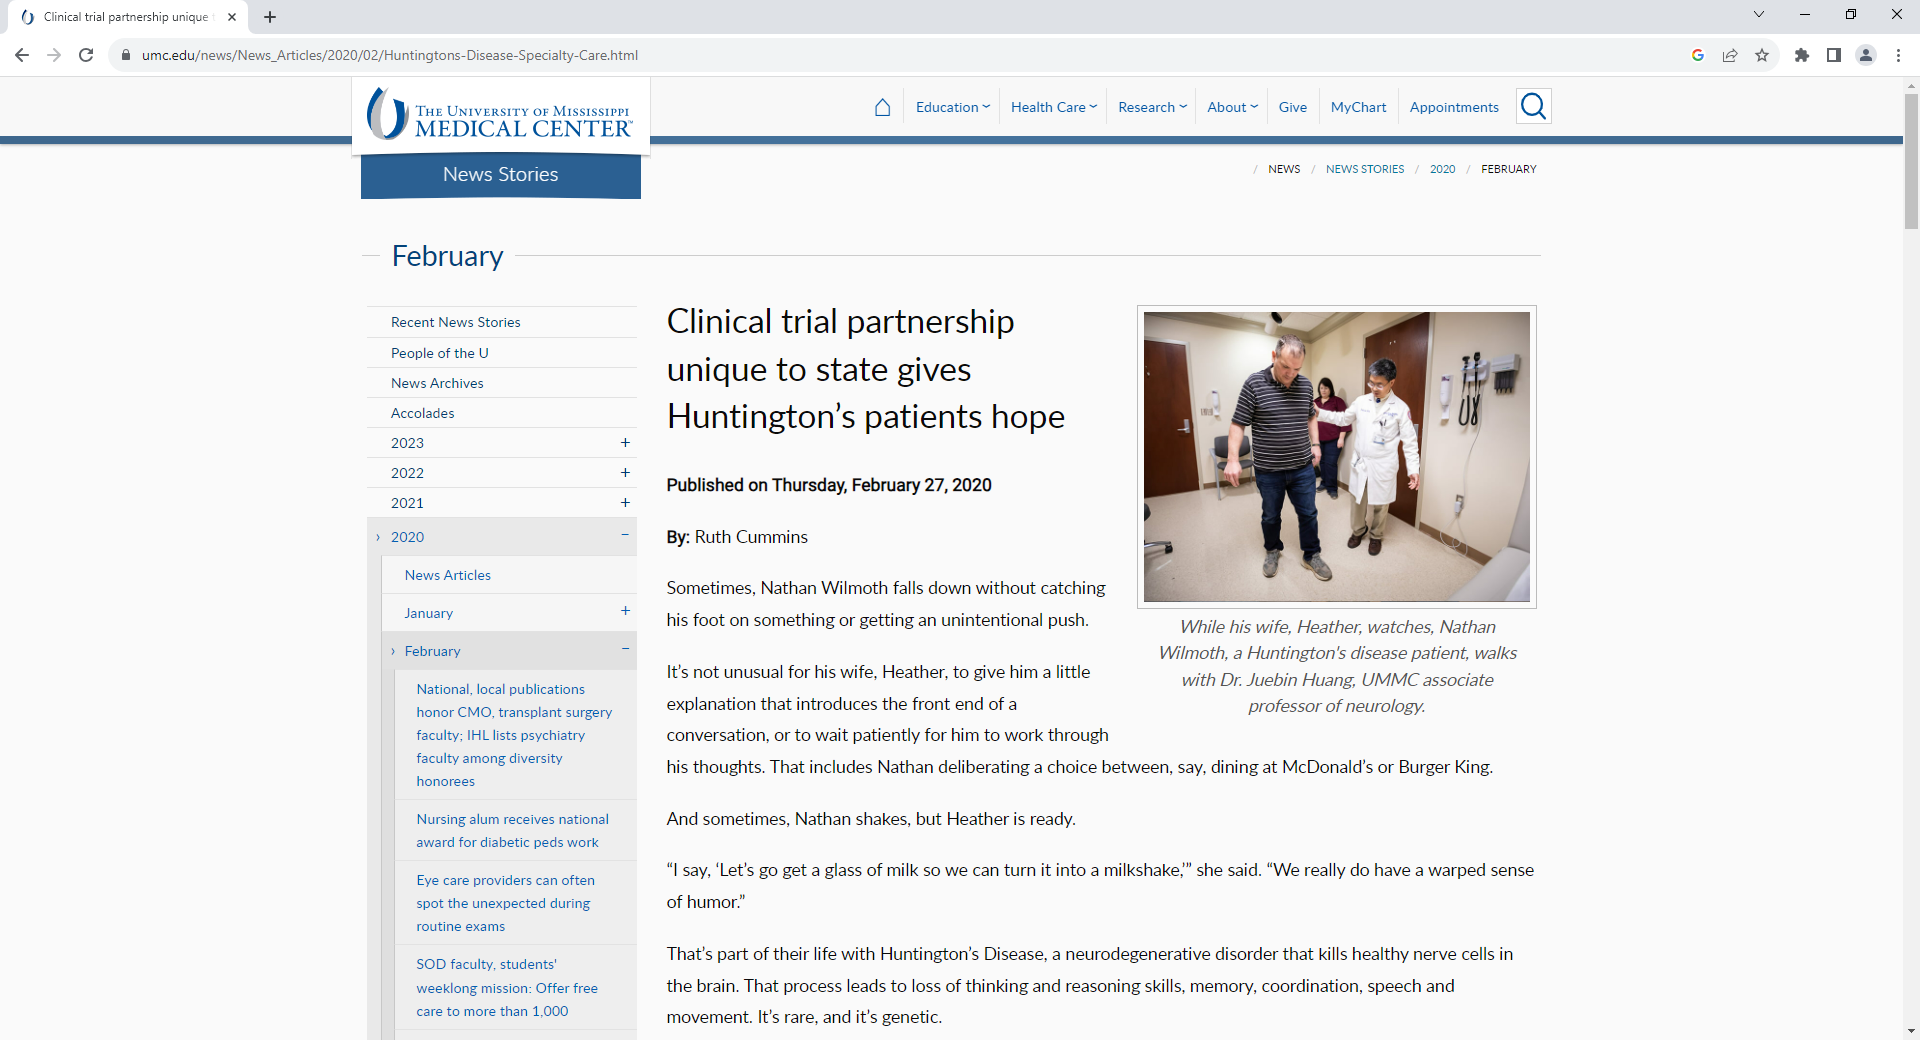 Clinical trial partnership unique
umc.edu/news/News_Articles/2020/02/Huntingtons-Disease-Specialty-Care.html
THE UNIVERSITY OF MISSISSIPPI
MEDICAL CENTER™
News Stories
Education
Health Care
Research
About
Give
MyChart
Appointments
/ NEWS / NEWS STORIES / 2020 / FEBRUARY
February
Recent News Stories
People of the U
News Archives
Accolades
2023 +
2022 +
2021 +
› 2020 −
News Articles
January +
› February −
National, local publications
honor CMO, transplant surgery
faculty; IHL lists psychiatry
faculty among diversity
honorees
Nursing alum receives national
award for diabetic peds work
Eye care providers can often
spot the unexpected during
routine exams
SOD faculty, students'
weeklong mission: Offer free
care to more than 1,000
Clinical trial partnership
unique to state gives
Huntington’s patients hope
Published on Thursday, February 27, 2020
By: Ruth Cummins
Sometimes, Nathan Wilmoth falls down without catching
his foot on something or getting an unintentional push.
It’s not unusual for his wife, Heather, to give him a little
explanation that introduces the front end of a
conversation, or to wait patiently for him to work through
his thoughts. That includes Nathan deliberating a choice between, say, dining at McDonald’s or Burger King.
And sometimes, Nathan shakes, but Heather is ready.
“I say, ‘Let’s go get a glass of milk so we can turn it into a milkshake,’” she said. “We really do have a warped sense
of humor.”
That’s part of their life with Huntington’s Disease, a neurodegenerative disorder that kills healthy nerve cells in
the brain. That process leads to loss of thinking and reasoning skills, memory, coordination, speech and
movement. It’s rare, and it’s genetic.
While his wife, Heather, watches, Nathan
Wilmoth, a Huntington's disease patient, walks
with Dr. Juebin Huang, UMMC associate
professor of neurology.